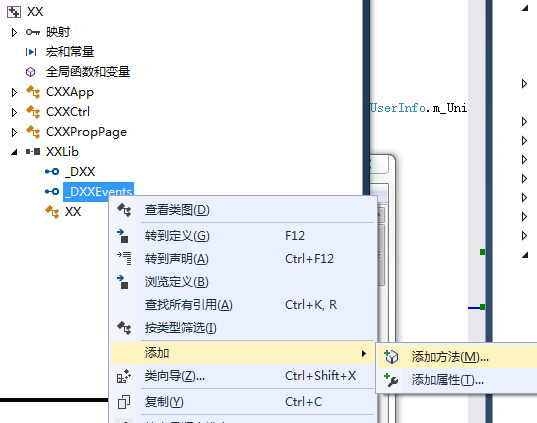 XX
映射
宏和常量
全局函数和变量
CXXApp
CXXCtrl
CXXPropPage
XXLib
_DXX
_DXXEvents
XX
UserInfo.m_Uni
查看类图(D)
转到定义(G) F12
转到声明(A) Ctrl+F12
浏览定义(B)
查找所有引用(A) Ctrl+K, R
按类型筛选(I)
添加
类向导(Z)... Ctrl+Shift+X
复制(Y) Ctrl+C
添加方法(M)...
添加属性(T)...